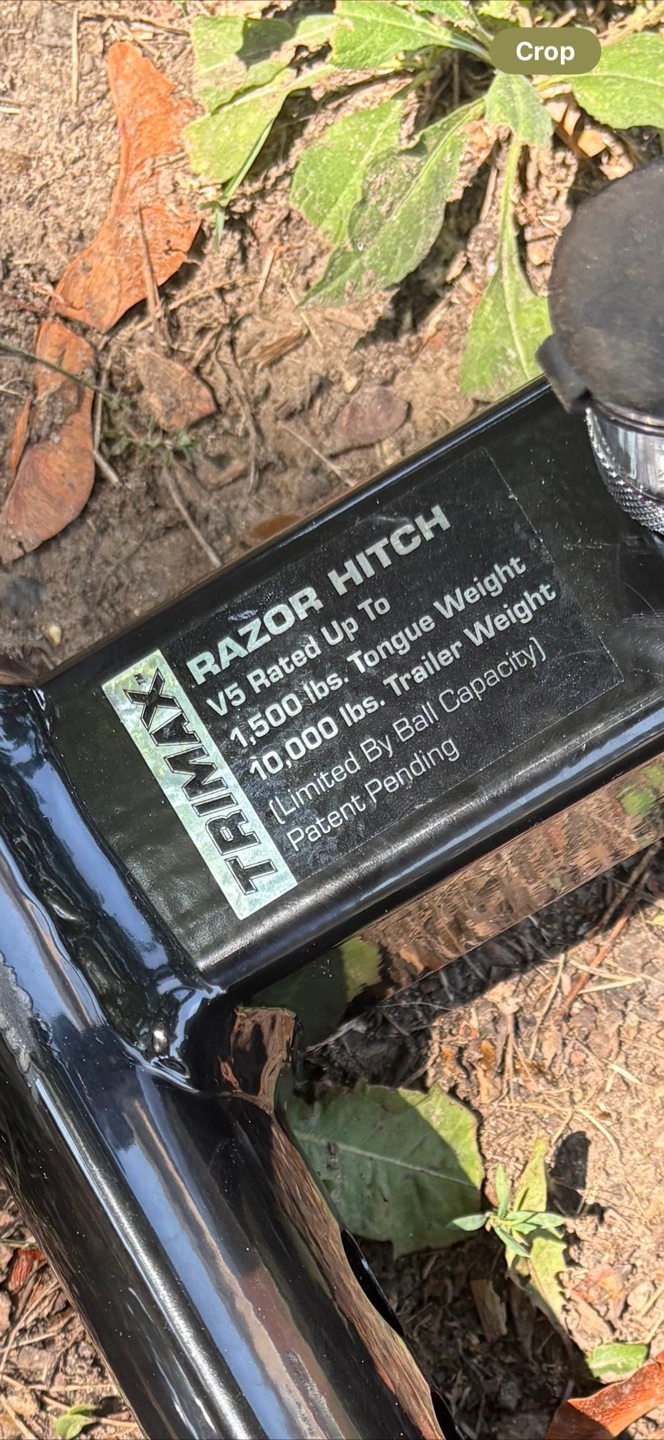 Crop
TRIMAX™
RAZOR HITCH
V5 Rated Up To
1,500 lbs. Tongue Weight
10,000 lbs. Trailer Weight
(Limited By Ball Capacity)
Patent Pending